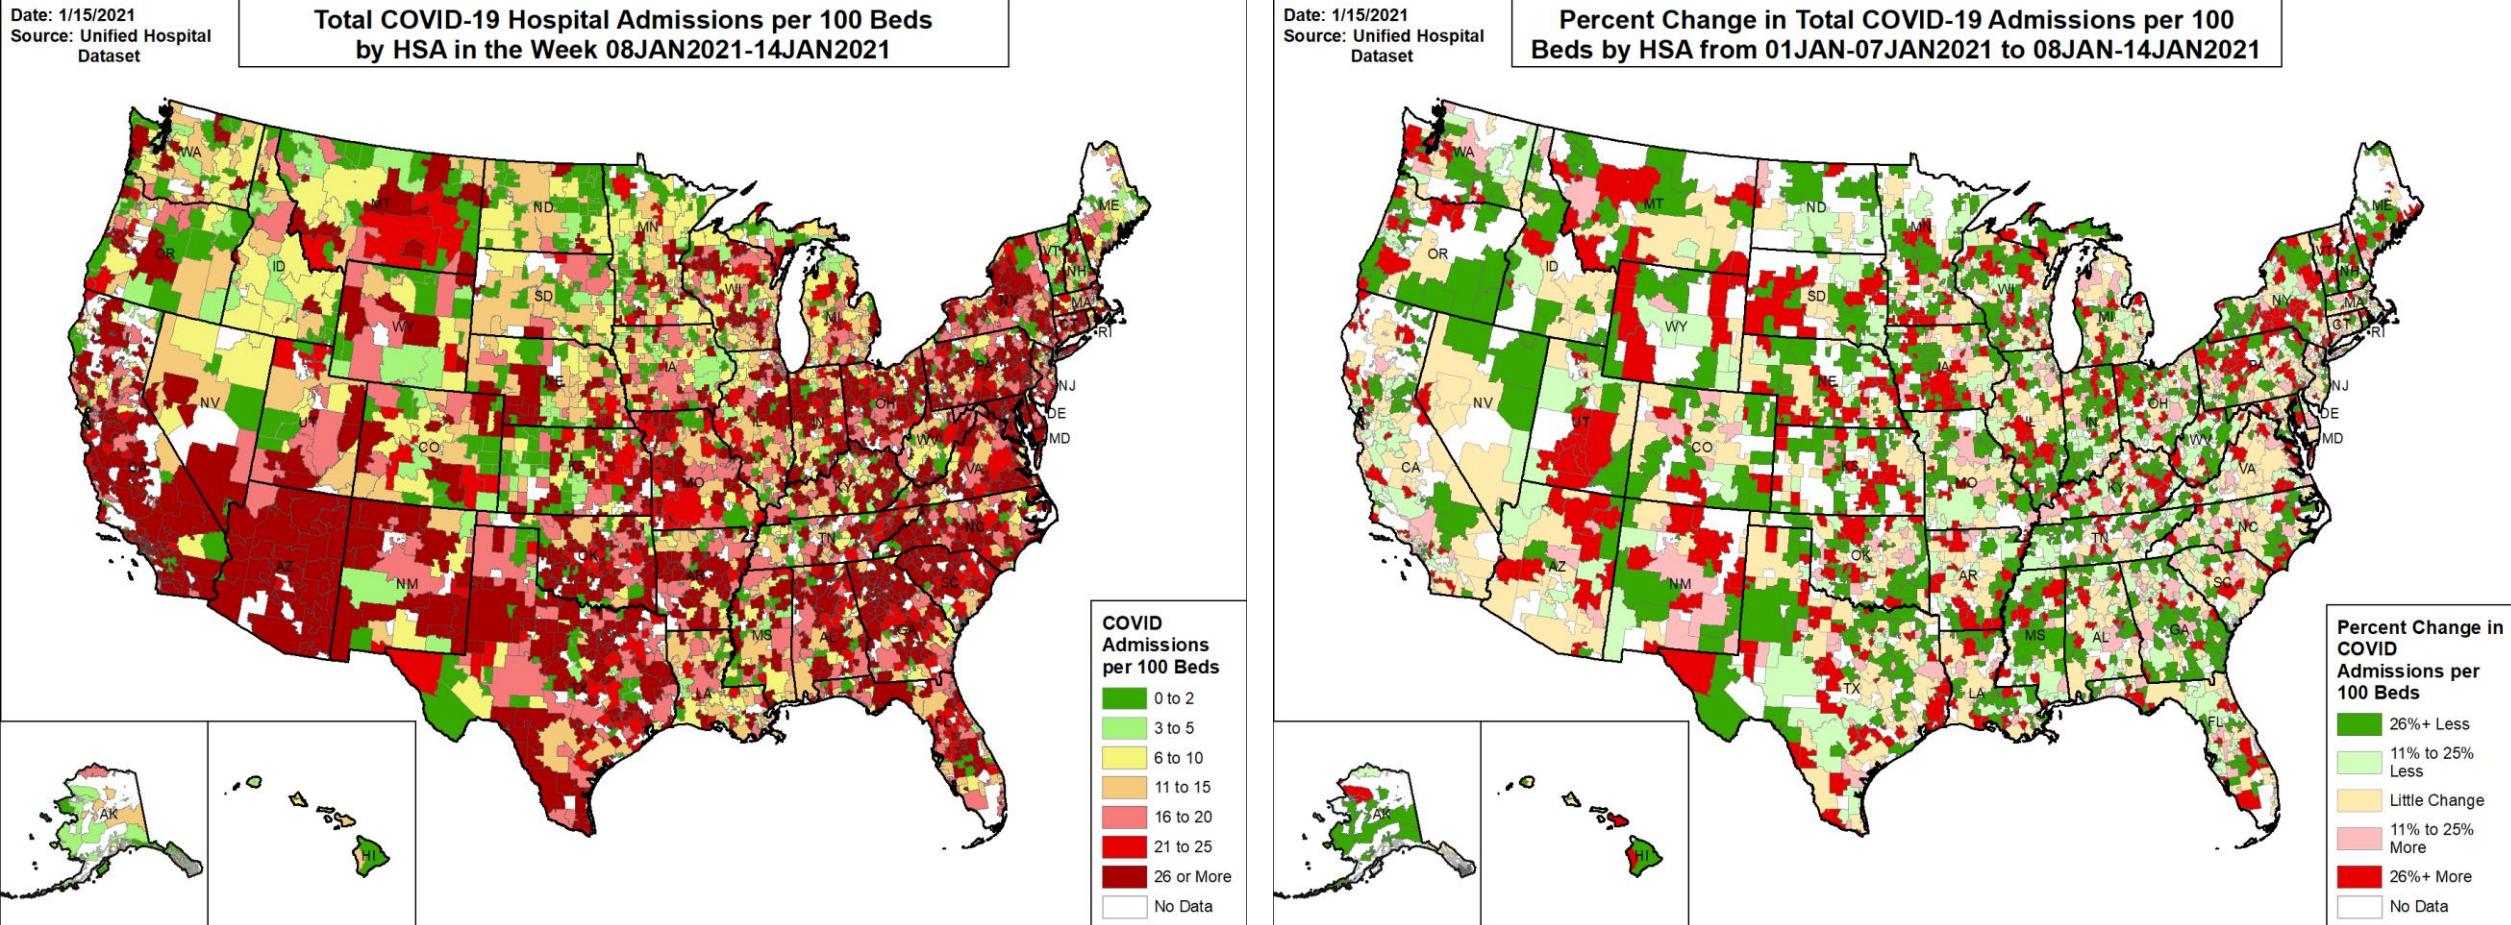 Date: 1/15/2021
Source: Unified Hospital
Dataset
Total COVID-19 Hospital Admissions per 100 Beds
by HSA in the Week 08JAN2021-14JAN2021
WA
OR
ID
MT
ND
SD
MN
WI
MI
WY
NV
UT
CO
NE
KS
IA
MO
IL
IN
OH
PA
NY
VT
NH
ME
MA
RI
NJ
DE
MD
WV
VA
KY
TN
NC
SC
GA
AL
MS
AR
LA
OK
TX
NM
AZ
CA
FL
AK
HI
COVID
Admissions
per 100 Beds
0 to 2
3 to 5
6 to 10
11 to 15
16 to 20
21 to 25
26 or More
No Data
Date: 1/15/2021
Source: Unified Hospital
Dataset
Percent Change in Total COVID-19 Admissions per 100
Beds by HSA from 01JAN-07JAN2021 to 08JAN-14JAN2021
WA
OR
ID
MT
ND
SD
MN
WI
MI
WY
NV
UT
CO
NE
KS
IA
MO
IL
IN
OH
PA
NY
VT
NH
ME
MA
CT
RI
NJ
DE
MD
WV
VA
KY
TN
NC
SC
GA
AL
MS
AR
LA
OK
TX
NM
AZ
CA
FL
AK
HI
Percent Change in
COVID
Admissions per
100 Beds
26%+ Less
11% to 25%
Less
Little Change
11% to 25%
More
26%+ More
No Data